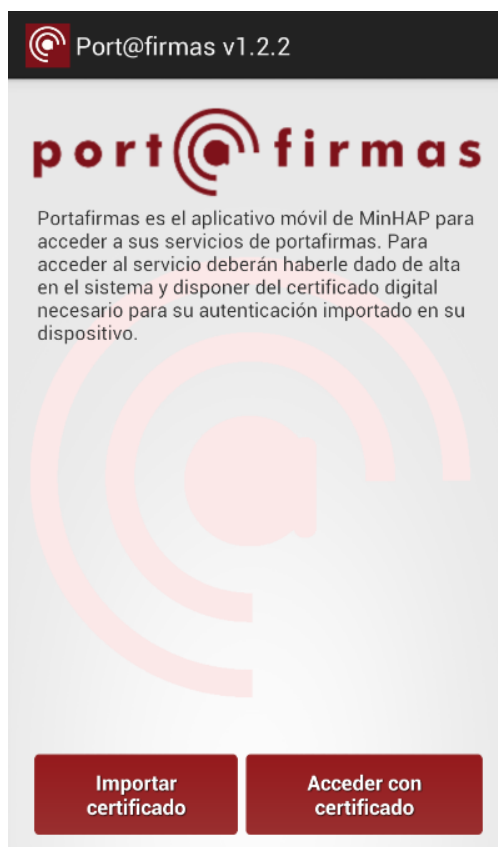 Port@firmas v1.2.2
port@firmas
Portafirmas es el aplicativo móvil de MinHAP para
acceder a sus servicios de portafirmas. Para
acceder al servicio deberán haberle dado de alta
en el sistema y disponer del certificado digital
necesario para su autenticación importado en su
dispositivo.
Importar
certificado
Acceder con
certificado